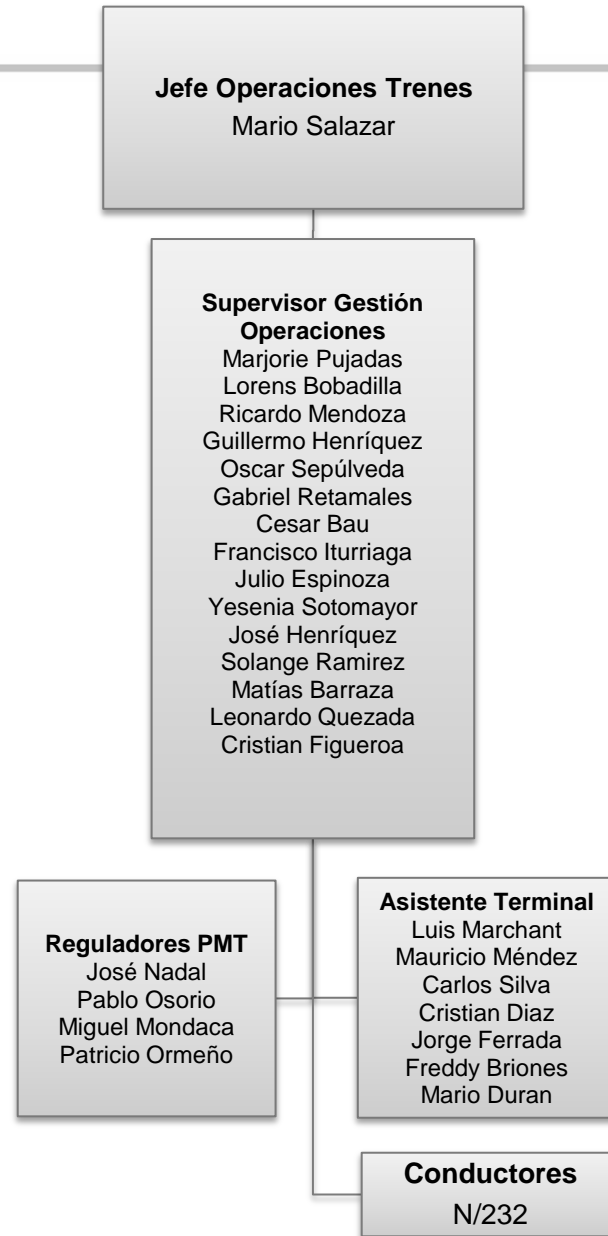 Jefe Operaciones Trenes
Mario Salazar
Supervisor Gestión
Operaciones
Marjorie Pujadas
Lorens Bobadilla
Ricardo Mendoza
Guillermo Henríquez
Oscar Sepúlveda
Gabriel Retamales
Cesar Bau
Francisco Iturriaga
Julio Espinoza
Yesenia Sotomayor
José Henríquez
Solange Ramirez
Matías Barraza
Leonardo Quezada
Cristian Figueroa
Reguladores PMT
José Nadal
Pablo Osorio
Miguel Mondaca
Patricio Ormeño
Asistente Terminal
Luis Marchant
Mauricio Méndez
Carlos Silva
Cristian Diaz
Jorge Ferrada
Freddy Briones
Mario Duran
Conductores
N/232